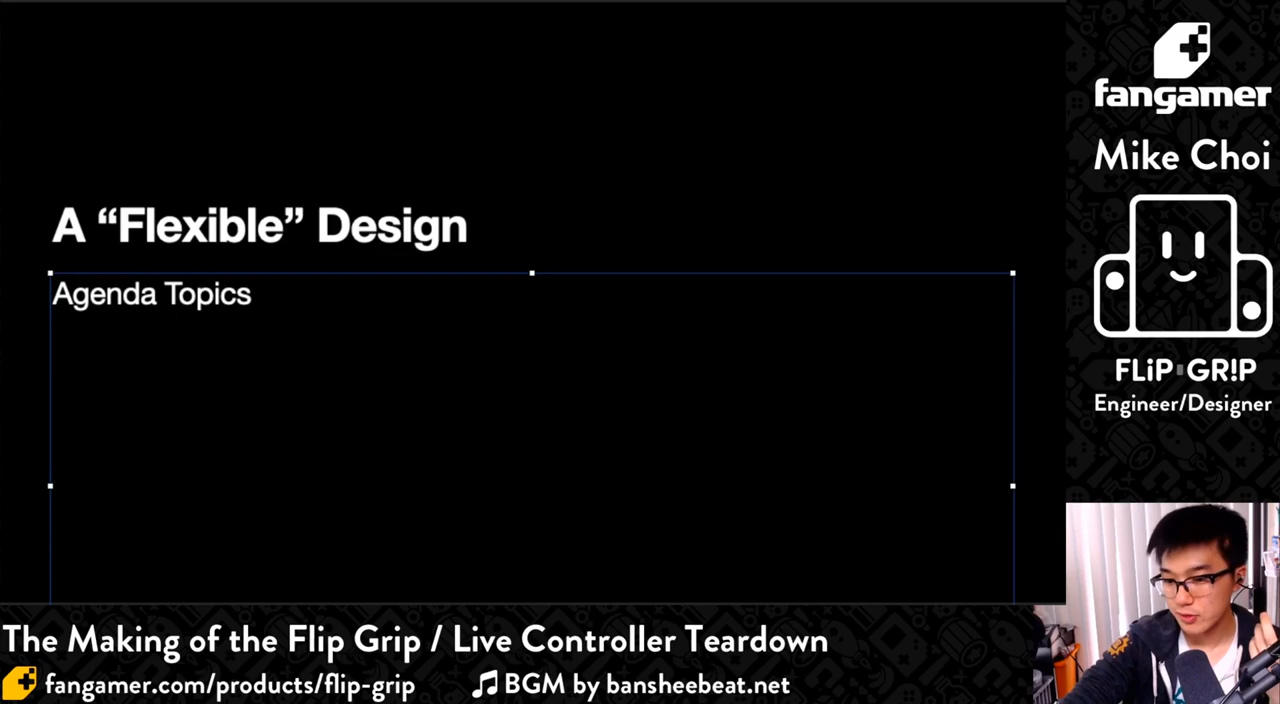 A “Flexible” Design
Agenda Topics
fangamer
Mike Choi
FLiP GR!P
Engineer/Designer
The Making of the Flip Grip / Live Controller Teardown
fangamer.com/products/flip-grip
BGM by bansheebeat.net